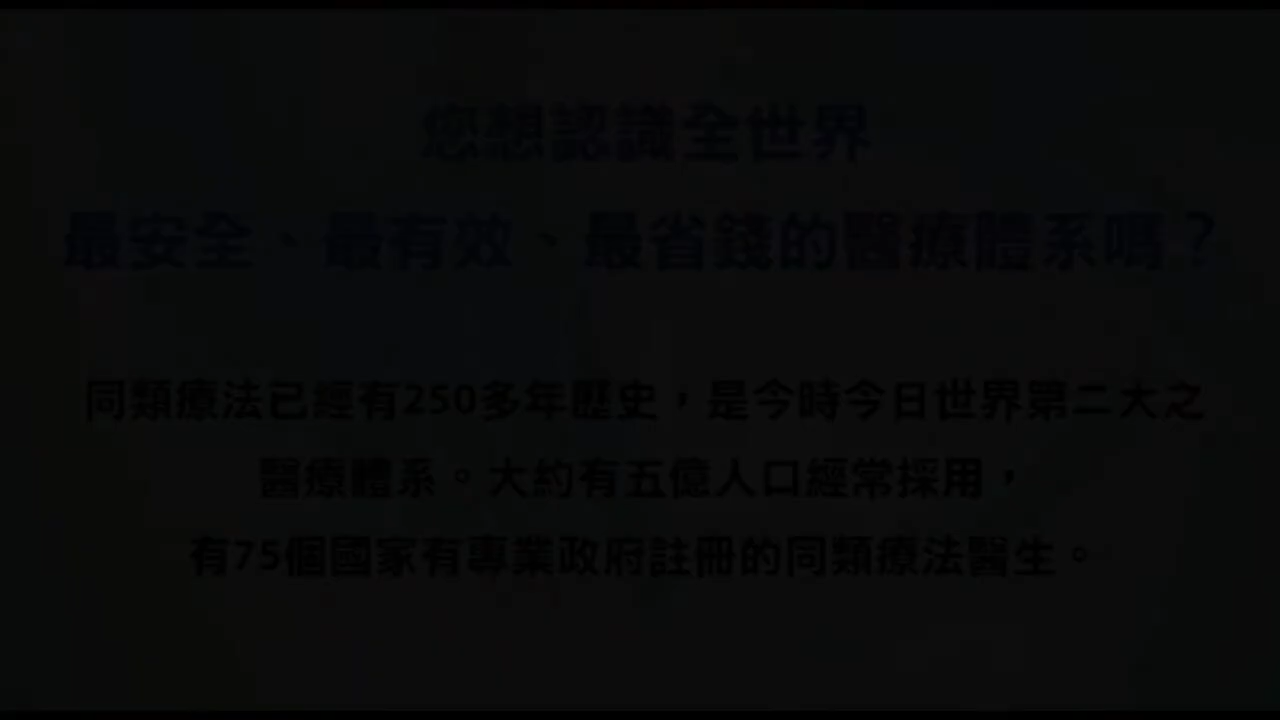 您想認識全世界
最安全、最有效、最省錢的醫療體系嗎？
同類療法已經有250多年歷史，是今時今日世界第二大之
醫療體系。大約有五億人口經常採用，
有75個國家有專業政府註冊的同類療法醫生。